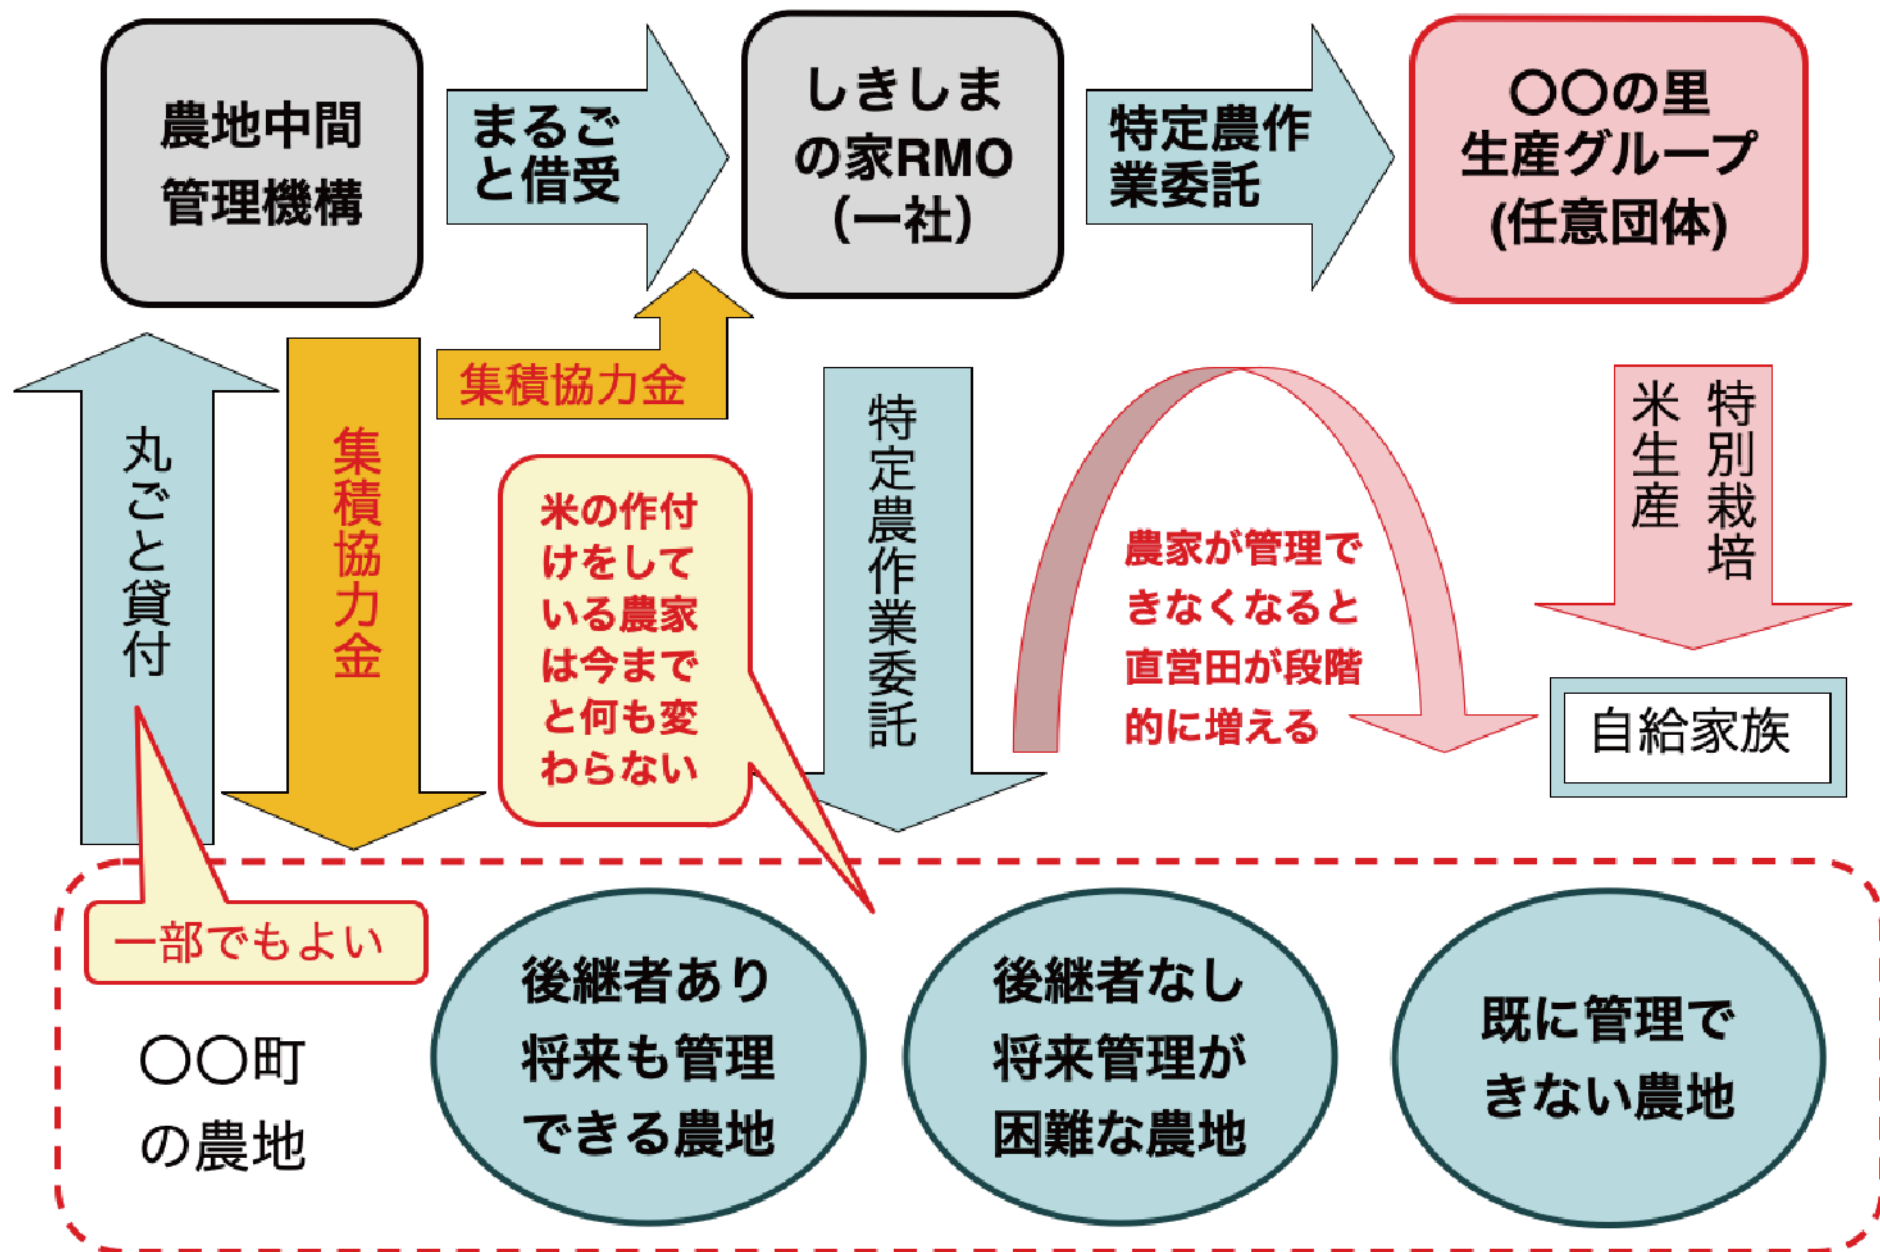 農地中間
管理機構
まるご
と借受
しきしま
の家RMO
（一社）
特定農作
業委託
〇〇の里
生産グループ
(任意団体)
丸ごと貸付
集積協力金
集積協力金
米の作付
けをして
いる農家
は今まで
と何も変
わらない
特定農作業委託
農家が管理で
きなくなると
直営田が段階
的に増える
特別栽培
米生産
自給家族
一部でもよい
〇〇町
の農地
後継者あり
将来も管理
できる農地
後継者なし
将来管理が
困難な農地
既に管理で
きない農地